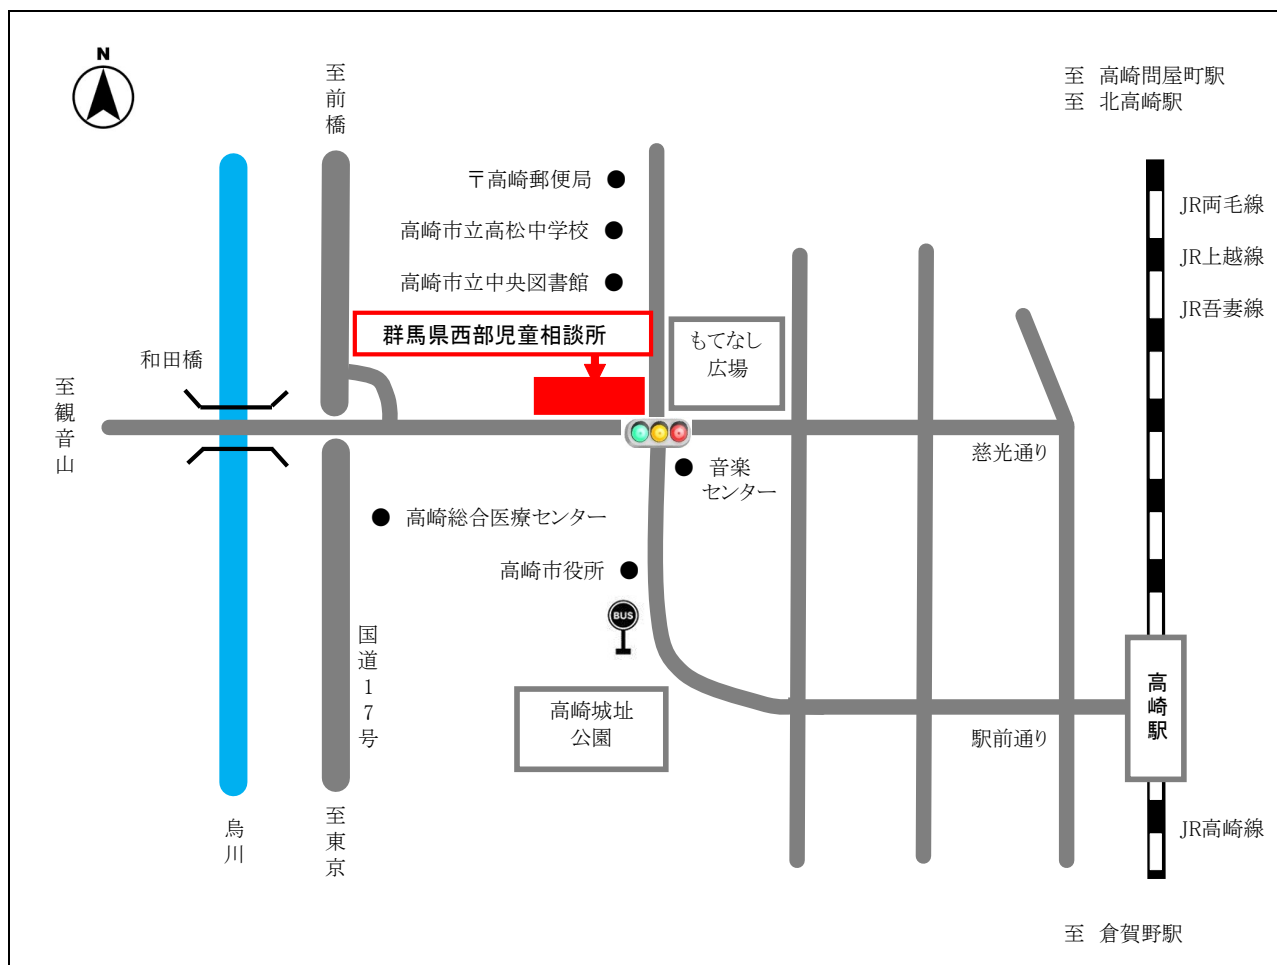 N
至前橋
至　高崎問屋町駅
至　北高崎駅
〒高崎郵便局
JR両毛線
高崎市立高松中学校
JR上越線
高崎市立中央図書館
JR吾妻線
群馬県西部児童相談所
もてなし
広場
和田橋
至観音山
慈光通り
音楽
センター
高崎総合医療センター
高崎市役所
BUS
国道17号
高崎城址
公園
高崎駅
駅前通り
烏川
至東京
JR高崎線
至　倉賀野駅